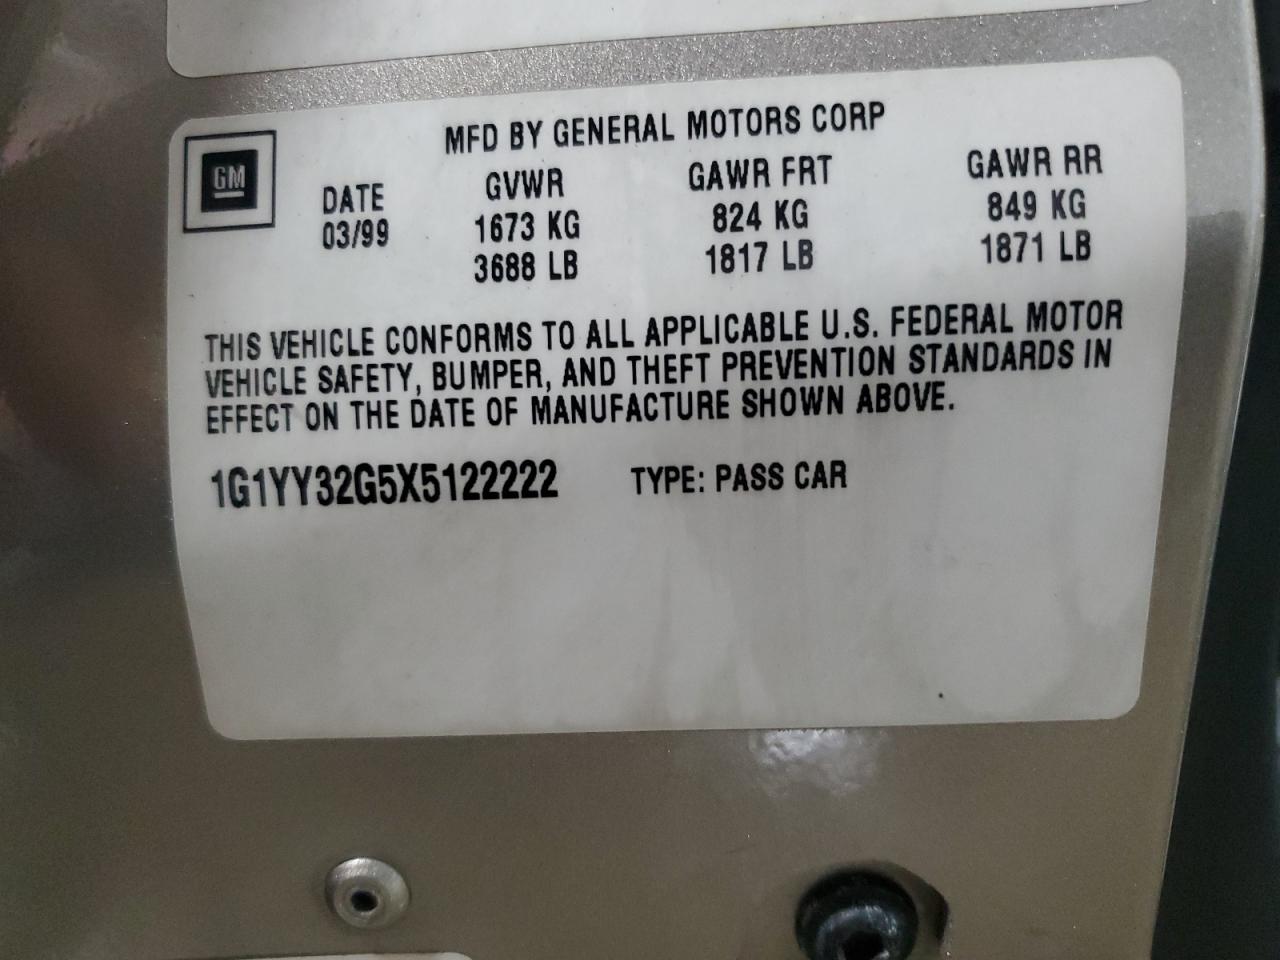 MFD BY GENERAL MOTORS CORP
GM
DATE GVWR GAWR FRT GAWR RR
03/99 1673 KG 824 KG 849 KG
3688 LB 1817 LB 1871 LB
THIS VEHICLE CONFORMS TO ALL APPLICABLE U.S. FEDERAL MOTOR
VEHICLE SAFETY, BUMPER, AND THEFT PREVENTION STANDARDS IN
EFFECT ON THE DATE OF MANUFACTURE SHOWN ABOVE.
1G1YY32G5X5122222 TYPE: PASS CAR